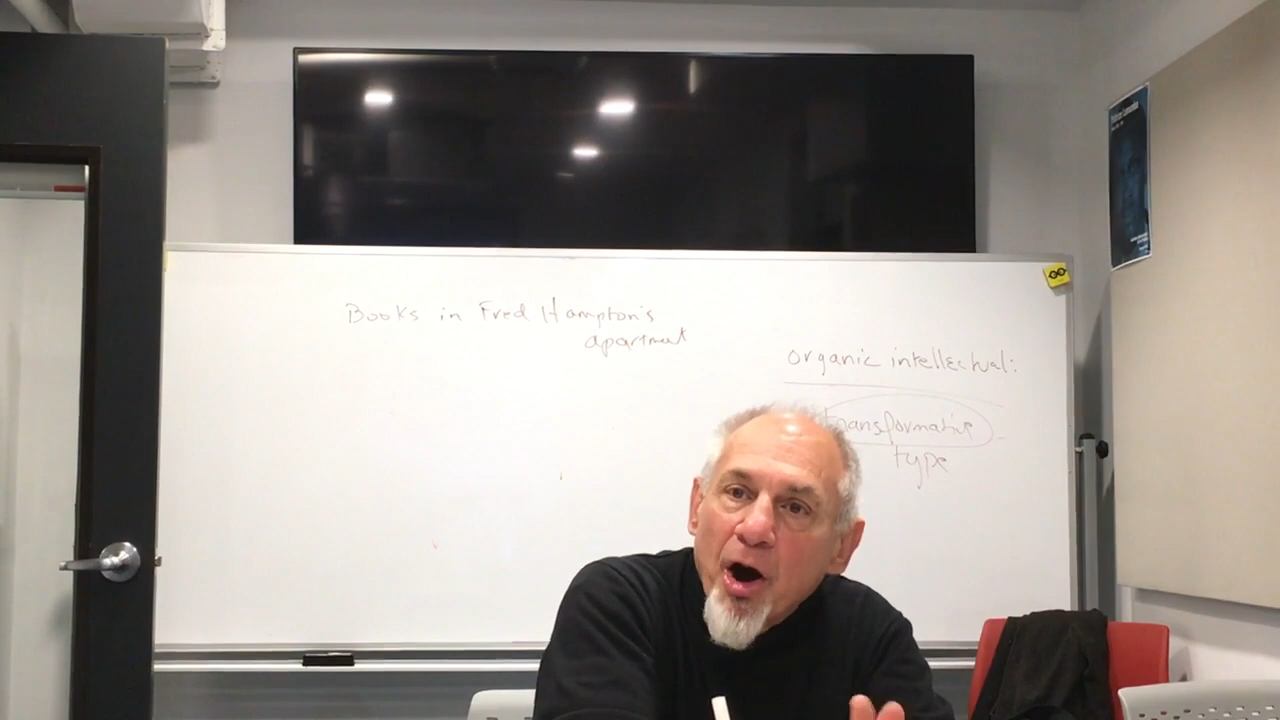 Books in Fred Hampton's
apartment
organic intellectual:
transformative
type